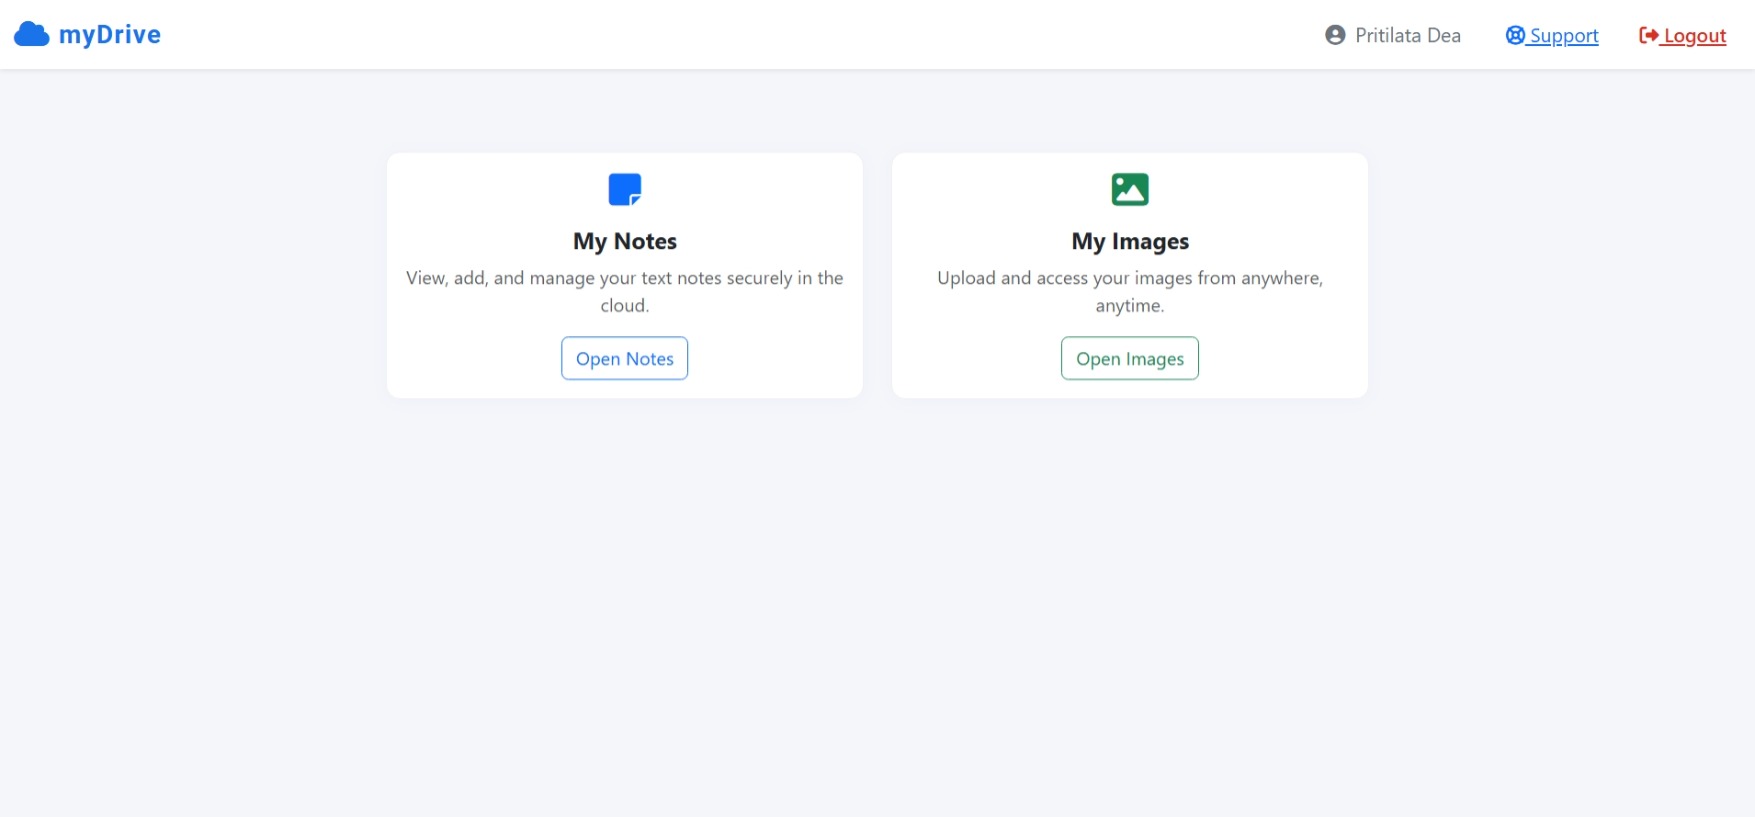 myDrive
Pritilata Dea
Support
Logout
My Notes
View, add, and manage your text notes securely in the
cloud.
Open Notes
My Images
Upload and access your images from anywhere,
anytime.
Open Images